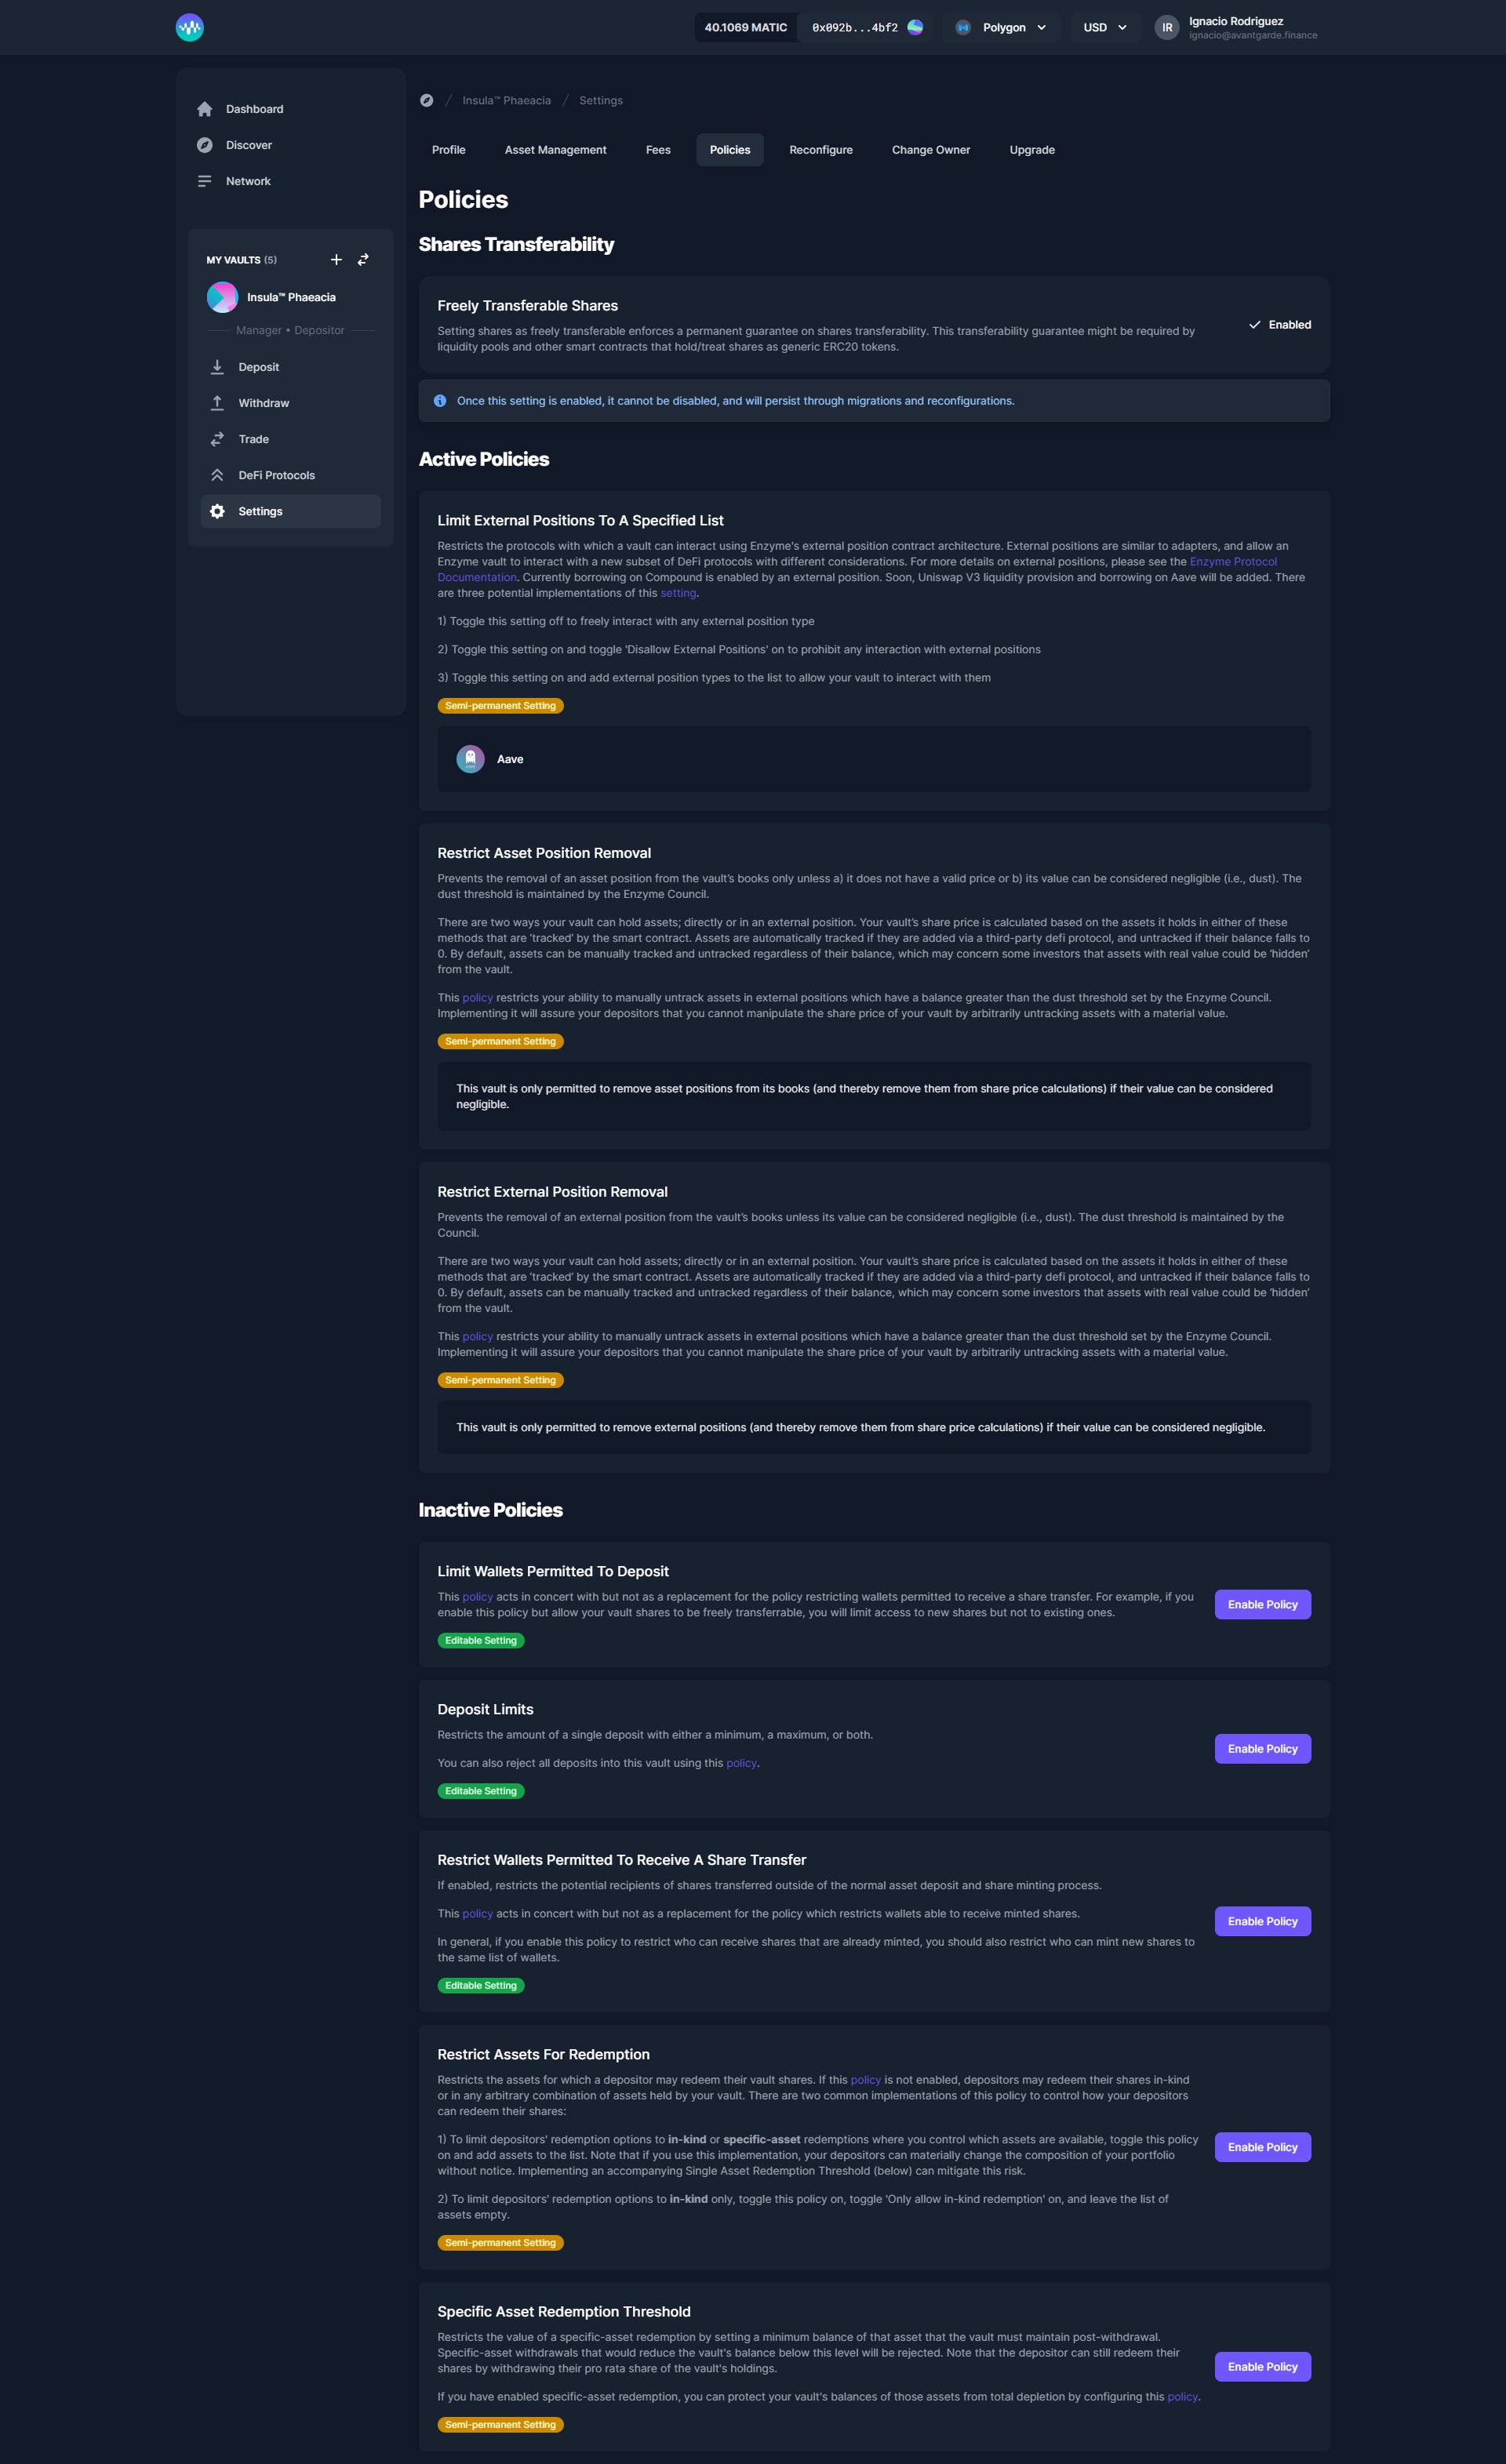 40.1069 MATIC
0x092b...4bf2
Polygon
USD
IR
Ignacio Rodriguez
ignacio@avantgarde.finance
Dashboard
Discover
Network
MY VAULTS (5)
Insula™ Phaeacia
Manager • Depositor
Deposit
Withdraw
Trade
DeFi Protocols
Settings
/ Insula™ Phaeacia / Settings
Profile
Asset Management
Fees
Policies
Reconfigure
Change Owner
Upgrade
Policies
Shares Transferability
Freely Transferable Shares
Setting shares as freely transferable enforces a permanent guarantee on shares transferability. This transferability guarantee might be required by
liquidity pools and other smart contracts that hold/treat shares as generic ERC20 tokens.
Enabled
Once this setting is enabled, it cannot be disabled, and will persist through migrations and reconfigurations.
Active Policies
Limit External Positions To A Specified List
Restricts the protocols with which a vault can interact using Enzyme's external position contract architecture. External positions are similar to adapters, and allow an
Enzyme vault to interact with a new subset of DeFi protocols with different considerations. For more details on external positions, please see the Enzyme Protocol
Documentation. Currently borrowing on Compound is enabled by an external position. Soon, Uniswap V3 liquidity provision and borrowing on Aave will be added. There
are three potential implementations of this setting.
1) Toggle this setting off to freely interact with any external position type
2) Toggle this setting on and toggle 'Disallow External Positions' on to prohibit any interaction with external positions
3) Toggle this setting on and add external position types to the list to allow your vault to interact with them
Semi-permanent Setting
Aave
Restrict Asset Position Removal
Prevents the removal of an asset position from the vault’s books only unless a) it does not have a valid price or b) its value can be considered negligible (i.e., dust). The
dust threshold is maintained by the Enzyme Council.
There are two ways your vault can hold assets; directly or in an external position. Your vault’s share price is calculated based on the assets it holds in either of these
methods that are ‘tracked’ by the smart contract. Assets are automatically tracked if they are added via a third-party defi protocol, and untracked if their balance falls to
0. By default, assets can be manually tracked and untracked regardless of their balance, which may concern some investors that assets with real value could be ‘hidden’
from the vault.
This policy restricts your ability to manually untrack assets in external positions which have a balance greater than the dust threshold set by the Enzyme Council.
Implementing it will assure your depositors that you cannot manipulate the share price of your vault by arbitrarily untracking assets with a material value.
Semi-permanent Setting
This vault is only permitted to remove asset positions from its books (and thereby remove them from share price calculations) if their value can be considered
negligible.
Restrict External Position Removal
Prevents the removal of an external position from the vault’s books unless its value can be considered negligible (i.e., dust). The dust threshold is maintained by the
Council.
There are two ways your vault can hold assets; directly or in an external position. Your vault’s share price is calculated based on the assets it holds in either of these
methods that are ‘tracked’ by the smart contract. Assets are automatically tracked if they are added via a third-party defi protocol, and untracked if their balance falls to
0. By default, assets can be manually tracked and untracked regardless of their balance, which may concern some investors that assets with real value could be ‘hidden’
from the vault.
This policy restricts your ability to manually untrack assets in external positions which have a balance greater than the dust threshold set by the Enzyme Council.
Implementing it will assure your depositors that you cannot manipulate the share price of your vault by arbitrarily untracking assets with a material value.
Semi-permanent Setting
This vault is only permitted to remove external positions (and thereby remove them from share price calculations) if their value can be considered negligible.
Inactive Policies
Limit Wallets Permitted To Deposit
This policy acts in concert with but not as a replacement for the policy restricting wallets permitted to receive a share transfer. For example, if you
enable this policy but allow your vault shares to be freely transferrable, you will limit access to new shares but not to existing ones.
Editable Setting
Enable Policy
Deposit Limits
Restricts the amount of a single deposit with either a minimum, a maximum, or both.
You can also reject all deposits into this vault using this policy.
Editable Setting
Enable Policy
Restrict Wallets Permitted To Receive A Share Transfer
If enabled, restricts the potential recipients of shares transferred outside of the normal asset deposit and share minting process.
This policy acts in concert with but not as a replacement for the policy which restricts wallets able to receive minted shares.
In general, if you enable this policy to restrict who can receive shares that are already minted, you should also restrict who can mint new shares to
the same list of wallets.
Editable Setting
Enable Policy
Restrict Assets For Redemption
Restricts the assets for which a depositor may redeem their vault shares. If this policy is not enabled, depositors may redeem their shares in-kind
or in any arbitrary combination of assets held by your vault. There are two common implementations of this policy to control how your depositors
can redeem their shares:
1) To limit depositors' redemption options to in-kind or specific-asset redemptions where you control which assets are available, toggle this policy
on and add assets to the list. Note that if you use this implementation, your depositors can materially change the composition of your portfolio
without notice. Implementing an accompanying Single Asset Redemption Threshold (below) can mitigate this risk.
2) To limit depositors' redemption options to in-kind only, toggle this policy on, toggle 'Only allow in-kind redemption' on, and leave the list of
assets empty.
Semi-permanent Setting
Enable Policy
Specific Asset Redemption Threshold
Restricts the value of a specific-asset redemption by setting a minimum balance of that asset that the vault must maintain post-withdrawal.
Specific-asset withdrawals that would reduce the vault's balance below this level will be rejected. Note that the depositor can still redeem their
shares by withdrawing their pro rata share of the vault's holdings.
If you have enabled specific-asset redemption, you can protect your vault's balances of those assets from total depletion by configuring this policy.
Semi-permanent Setting
Enable Policy